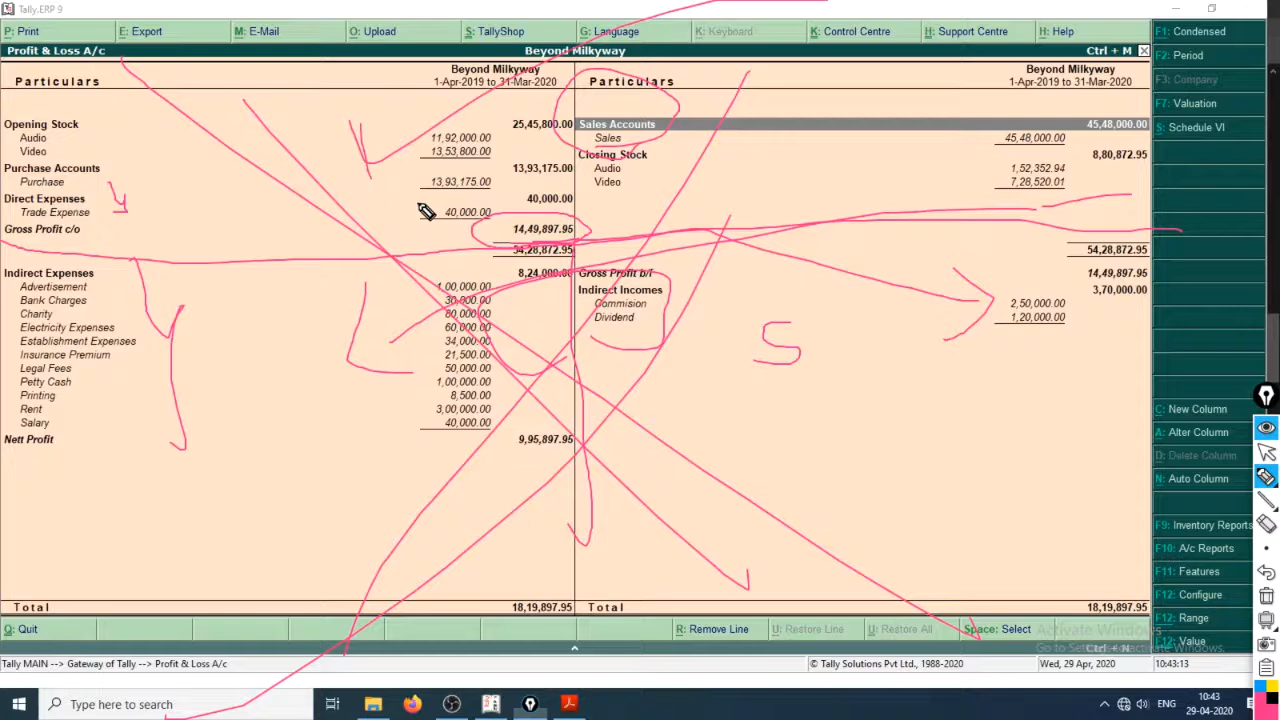 Tally.ERP 9
P: Print E: Export M: E-Mail O: Upload S: TallyShop G: Language K: Keyboard K: Control Centre H: Support Centre H: Help F1: Condensed
Profit & Loss A/c Beyond Milkyway Ctrl + M
F2: Period
F3: Company
F7: Valuation
S: Schedule VI
Particulars Beyond Milkyway 1-Apr-2019 to 31-Mar-2020 Particulars Beyond Milkyway 1-Apr-2019 to 31-Mar-2020
Opening Stock 25,45,800.00 Sales Accounts 45,48,000.00
Audio 11,92,000.00 Sales 45,48,000.00
Video 13,53,800.00 Closing Stock 8,80,872.95
Purchase Accounts 13,93,175.00 Audio 1,52,352.94
Purchase 13,93,175.00 Video 7,28,520.01
Direct Expenses 40,000.00
Trade Expense 40,000.00
Gross Profit c/o 14,49,897.95
54,28,872.95 54,28,872.95
Indirect Expenses 8,24,000.00 Gross Profit b/f 14,49,897.95
Advertisement 1,00,000.00 Indirect Incomes 3,70,000.00
Bank Charges 30,000.00 Commision 2,50,000.00
Charity 80,000.00 Dividend 1,20,000.00
Electricity Expenses 60,000.00
Establishment Expenses 34,000.00
Insurance Premium 21,500.00
Legal Fees 50,000.00
Petty Cash 1,00,000.00
Printing 8,500.00
Rent 3,00,000.00
Salary 40,000.00
Nett Profit 9,95,897.95
S
C: New Column
A: Alter Column
D: Delete Column
N: Auto Column
F9: Inventory Reports
F10: A/c Reports
F11: Features
F12: Configure
F12: Range
F12: Value
Total 18,19,897.95 Total 18,19,897.95
Q: Quit R: Remove Line U: Restore Line U: Restore All Space: Select
Activate Windows
Go to Settings to activate Windows.
Ctrl + N
Tally MAIN --> Gateway of Tally --> Profit & Loss A/c © Tally Solutions Pvt Ltd., 1988-2020 Wed, 29 Apr, 2020 10:43:13
Type here to search ENG 10:43
29-04-2020